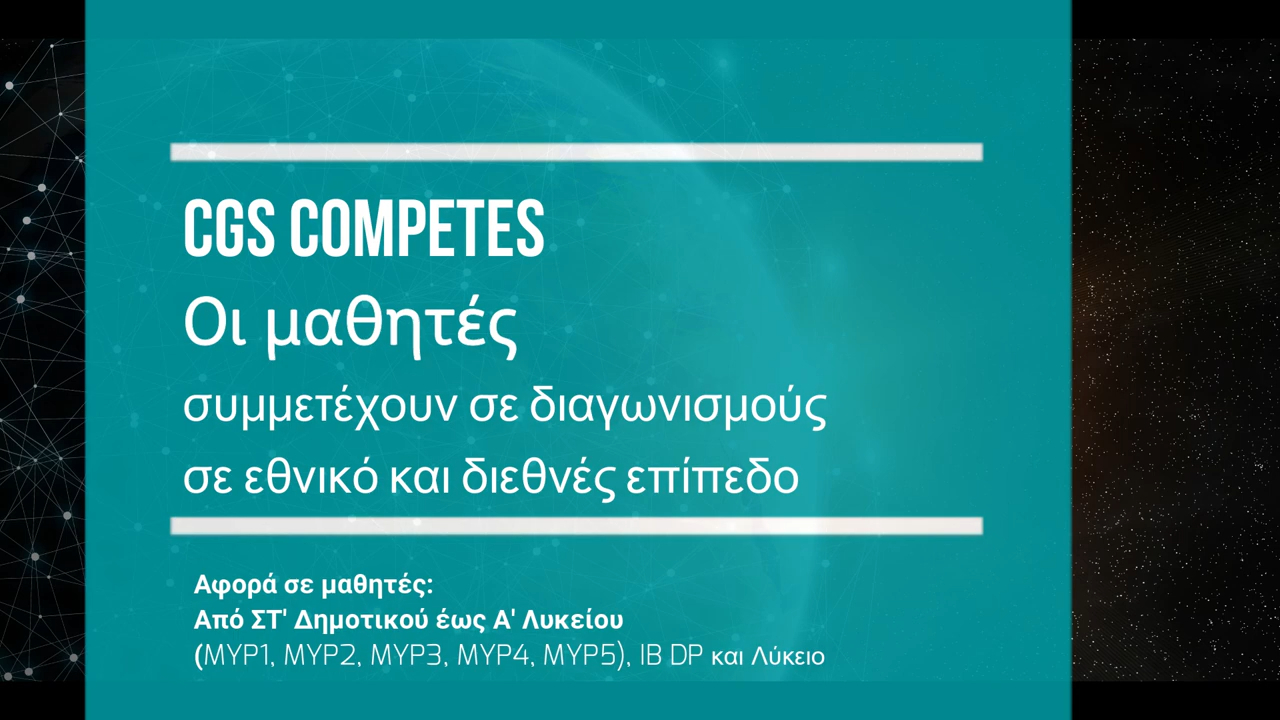 CGS COMPETES
Οι μαθητές
συμμετέχουν σε διαγωνισμούς
σε εθνικό και διεθνές επίπεδο
Αφορά σε μαθητές:
Από ΣΤ' Δημοτικού έως Α' Λυκείου
(MYP1, MYP2, MYP3, MYP4, MYP5), IB DP και Λύκειο